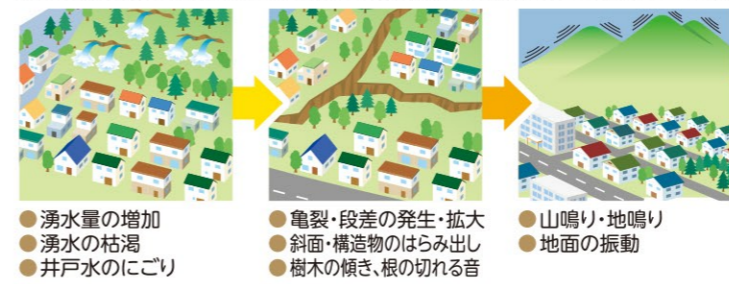 ●湧水量の増加
●湧水の枯渇
●井戸水のにごり
●亀裂・段差の発生・拡大
●斜面・構造物のはらみ出し
●樹木の傾き、根の切れる音
●山鳴り・地鳴り
●地面の振動